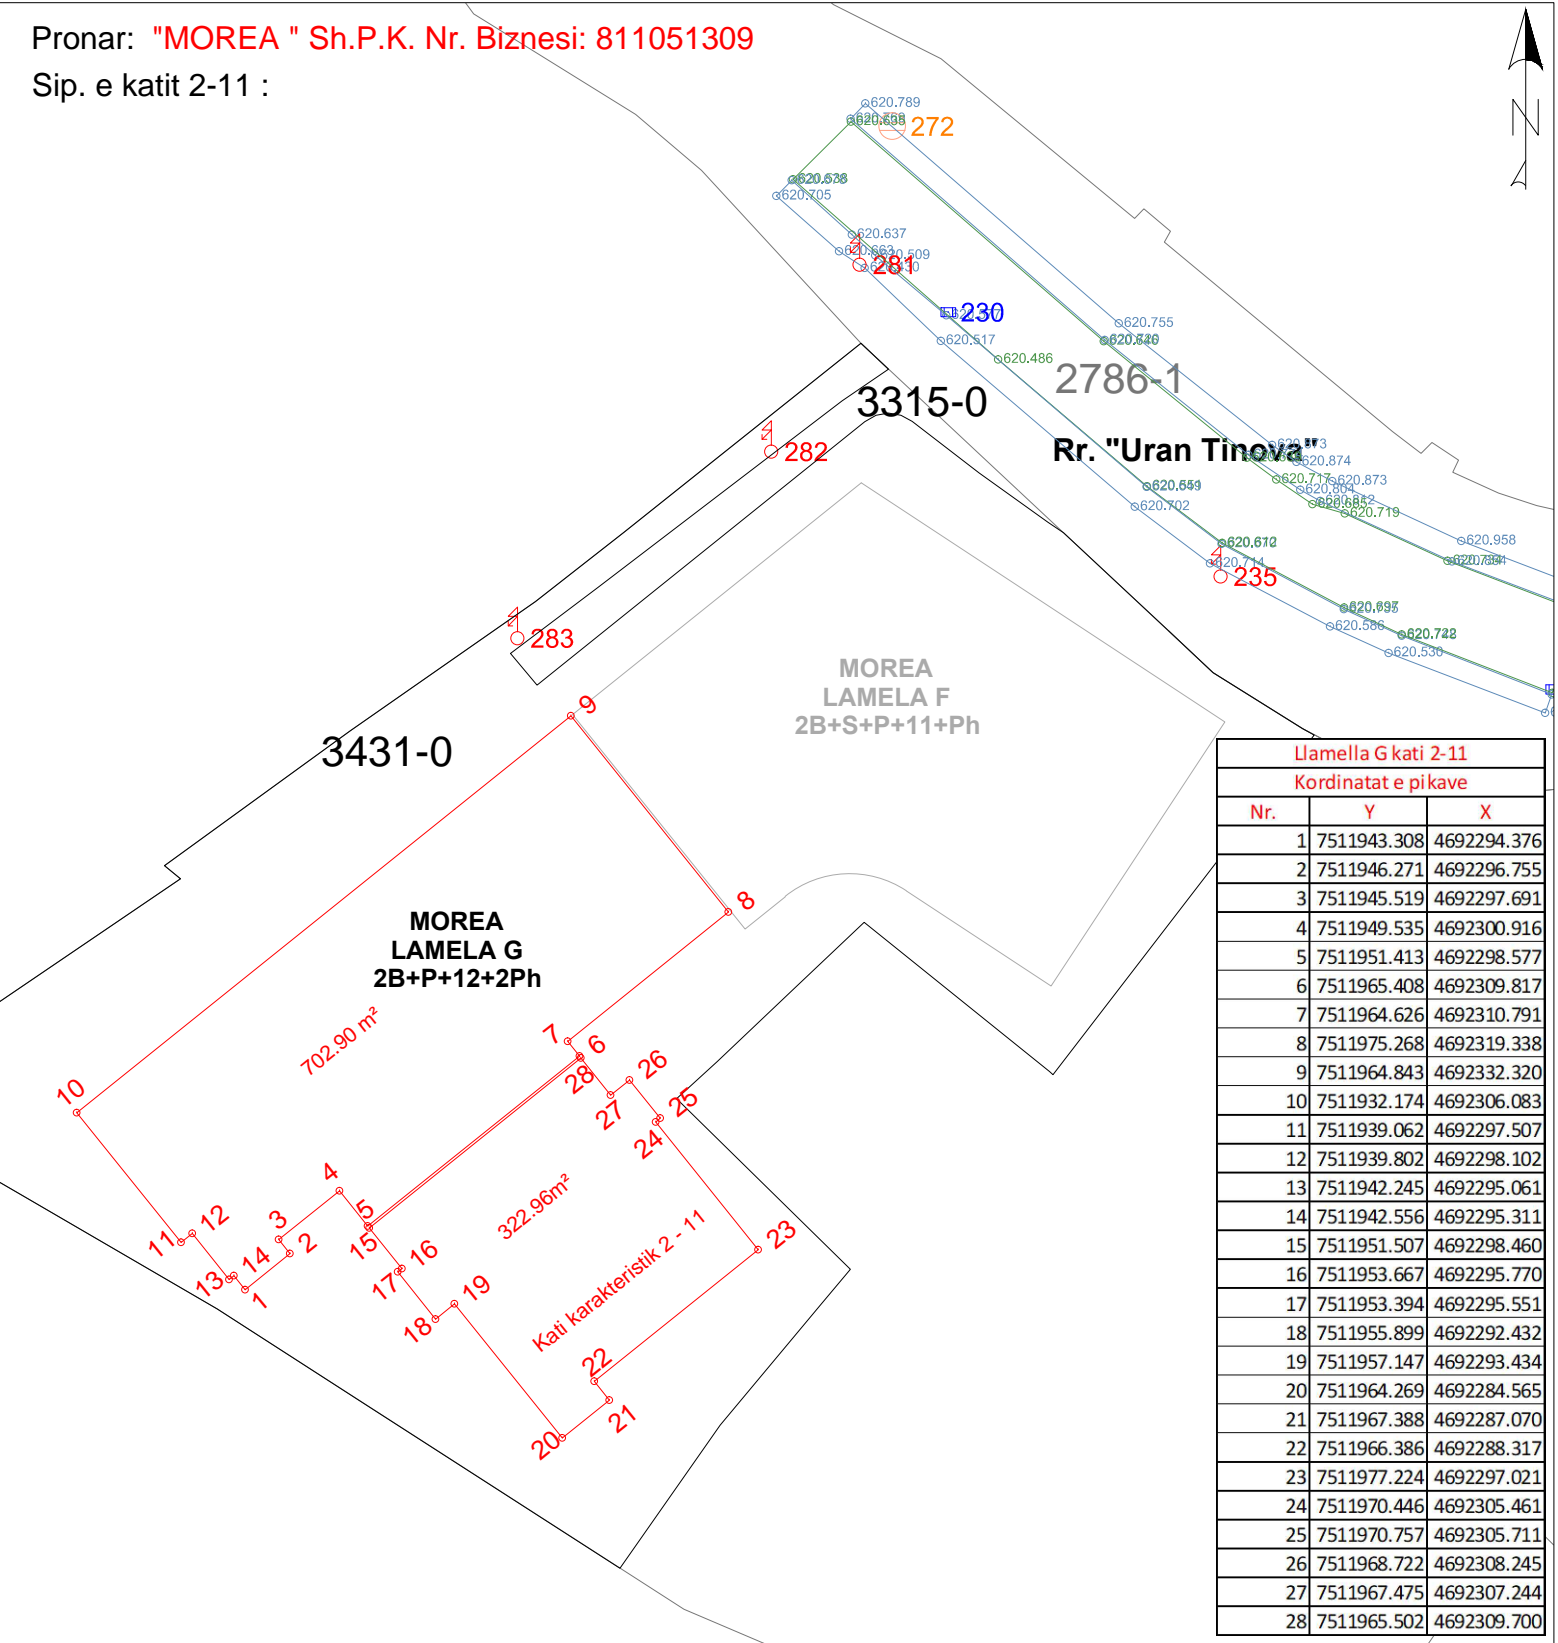 Pronar: "MOREA " Sh.P.K. Nr. Biznesi: 811051309
Sip. e katit 2-11 :
N
620.789
272
620.705
620.637
620.663
281
230
620.517
620.486
620.755
2786-1
3315-0
Rr. "Uran Tinova"
282
620.874
620.873
620.717
620.804
620.719
620.702
620.958
620.714
235
283
620.586
620.530
MOREA
LAMELA F
2B+S+P+11+Ph
3431-0
9
8
MOREA
LAMELA G
2B+P+12+2Ph
702.90 m²
7
6
28
26
27
25
24
10
4
5
3
12
2
11
14
13
1
15
16
17
18
19
322.96m²
Kati karakteristik 2 - 11
23
22
21
20
Llamella G kati 2-11
Kordinatat e pikave
Nr. Y X
1 7511943.308 4692294.376
2 7511946.271 4692296.755
3 7511945.519 4692297.691
4 7511949.535 4692300.916
5 7511951.413 4692298.577
6 7511965.408 4692309.817
7 7511964.626 4692310.791
8 7511975.268 4692319.338
9 7511964.843 4692332.320
10 7511932.174 4692306.083
11 7511939.062 4692297.507
12 7511939.802 4692298.102
13 7511942.245 4692295.061
14 7511942.556 4692295.311
15 7511951.507 4692298.460
16 7511953.667 4692295.770
17 7511953.394 4692295.551
18 7511955.899 4692292.432
19 7511957.147 4692293.434
20 7511964.269 4692284.565
21 7511967.388 4692287.070
22 7511966.386 4692288.317
23 7511977.224 4692297.021
24 7511970.446 4692305.461
25 7511970.757 4692305.711
26 7511968.722 4692308.245
27 7511967.475 4692307.244
28 7511965.502 4692309.700